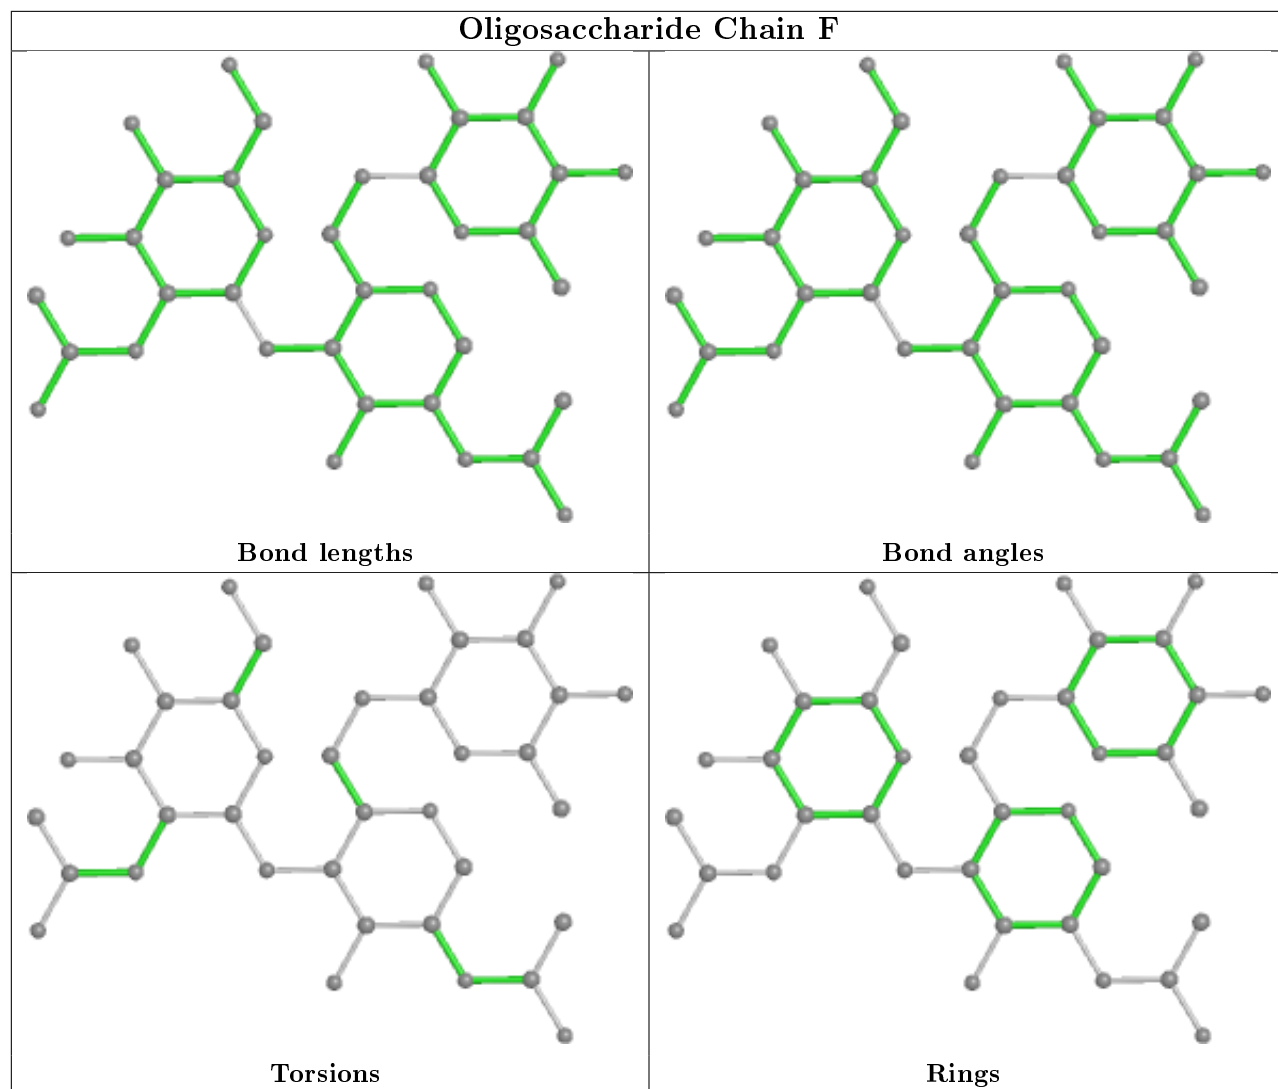 Oligosaccharide Chain F
Bond lengths
Bond angles
Torsions
Rings